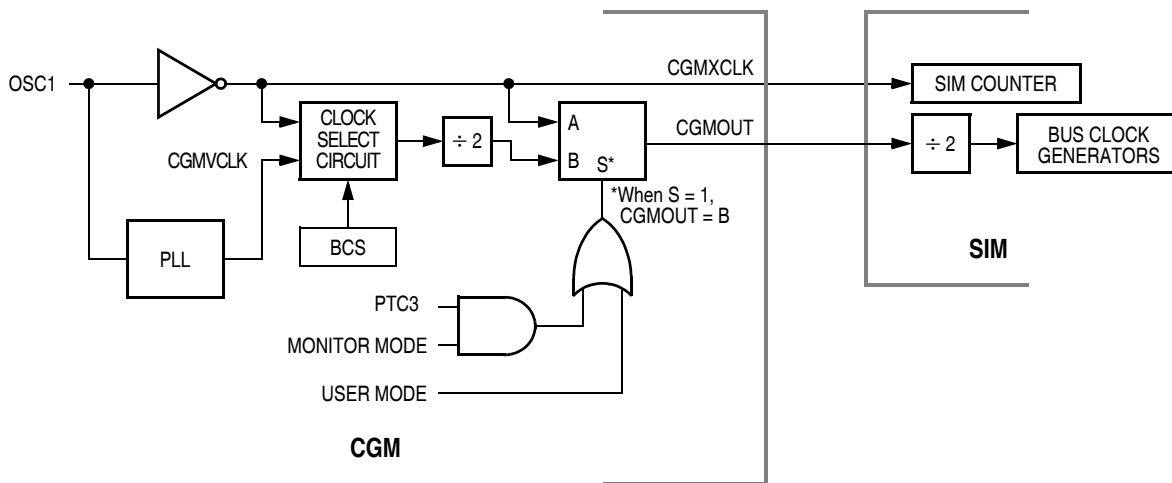 OSC1
CGMXCLK
SIM COUNTER
CLOCK
SELECT
CIRCUIT
÷ 2
A
B
S*
CGMOUT
÷ 2
BUS CLOCK
GENERATORS
CGMVCLK
*When S = 1,
CGMOUT = B
BCS
PLL
SIM
PTC3
MONITOR MODE
USER MODE
CGM